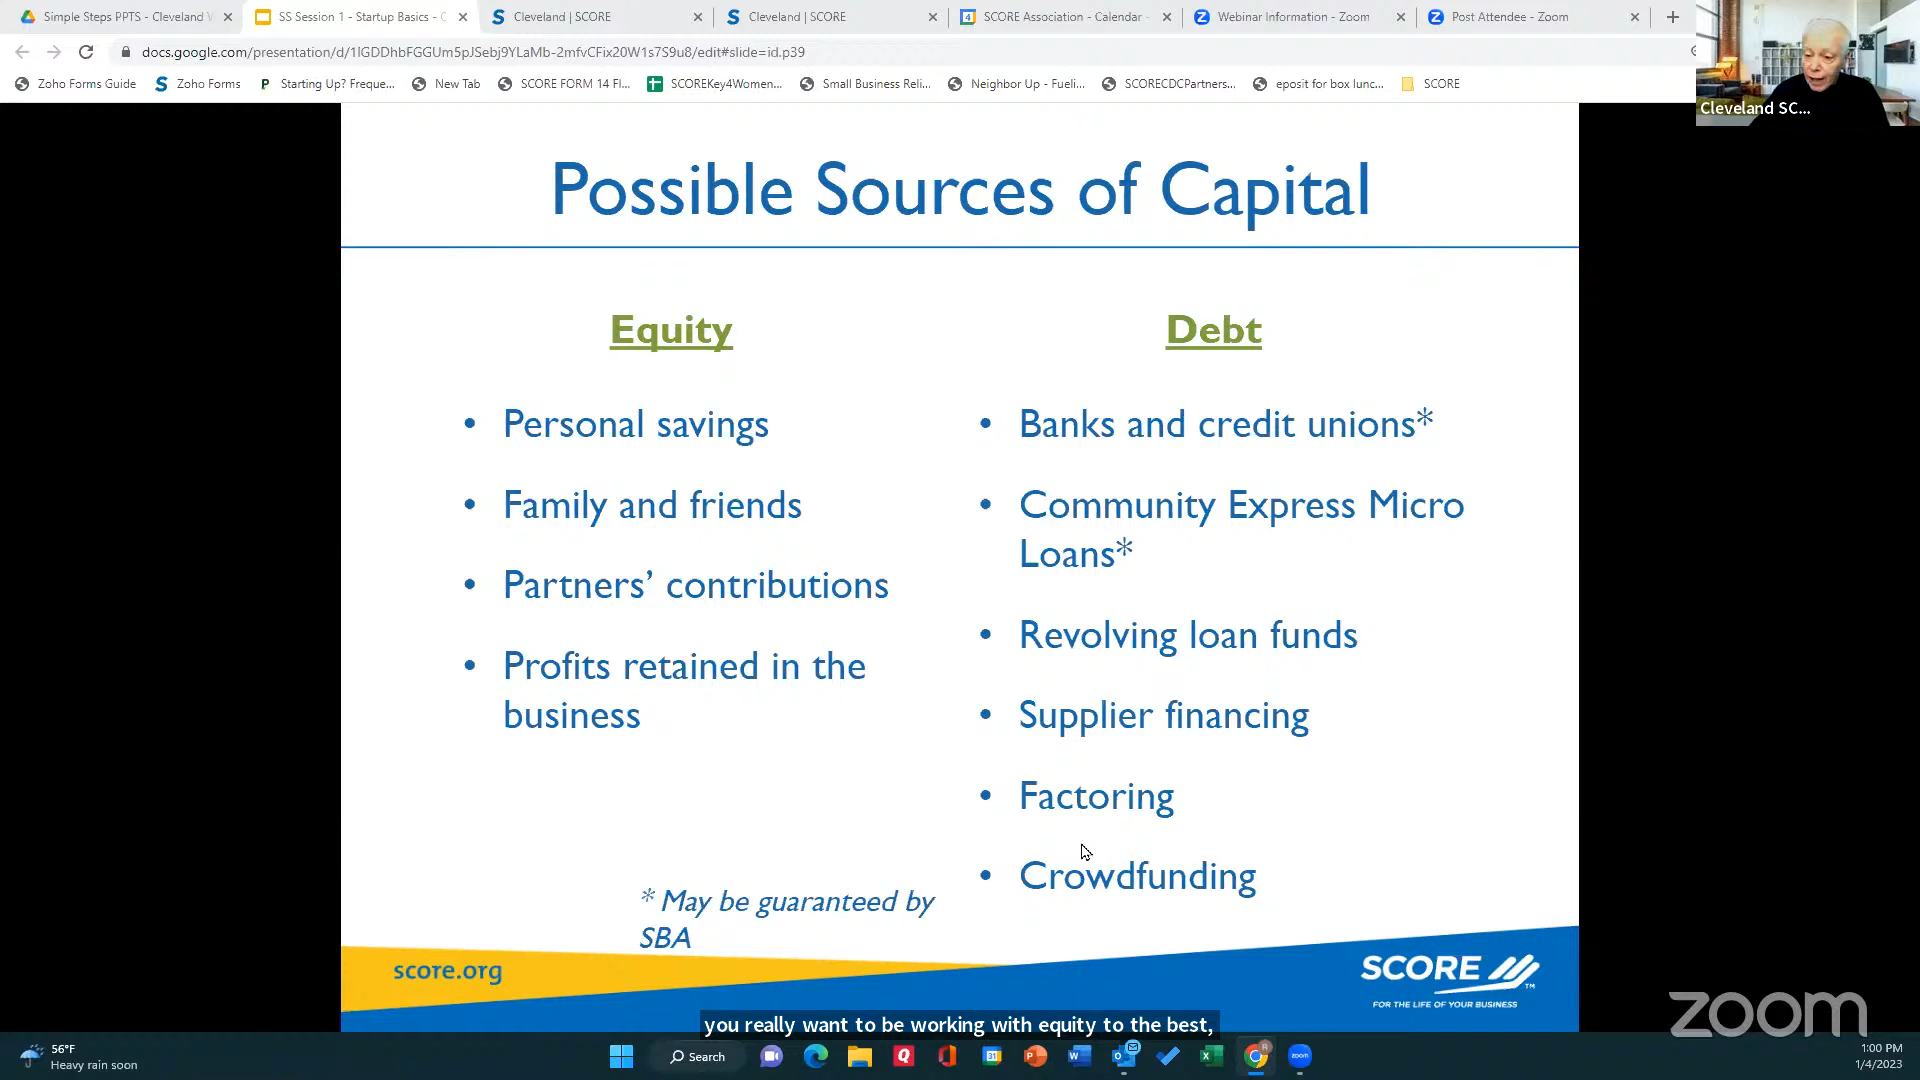 Simple Steps PPTS - Cleveland
SS Session 1 - Startup Basics -
Cleveland | SCORE
Cleveland | SCORE
SCORE Association - Calendar
Webinar Information - Zoom
Post Attendee - Zoom
docs.google.com/presentation/d/1lGDDhbFGGUm5pJSebj9YLaMb-2mfvCFix20W1s7S9u8/edit#slide=id.p39
Zoho Forms Guide
Zoho Forms
Starting Up? Freque...
New Tab
SCORE FORM 14 Fl...
SCOREKey4Women...
Small Business Reli...
Neighbor Up - Fueli...
SCORECDCPartners...
eposit for box lunc...
SCORE
Cleveland SC...
Possible Sources of Capital
Equity
• Personal savings
• Family and friends
• Partners’ contributions
• Profits retained in the
business
Debt
• Banks and credit unions*
• Community Express Micro
Loans*
• Revolving loan funds
• Supplier financing
• Factoring
• Crowdfunding
* May be guaranteed by
SBA
score.org
SCORE
FOR THE LIFE OF YOUR BUSINESS
zoom
you really want to be working with equity to the best,
56°F
Heavy rain soon
Search
1:00 PM
1/4/2023